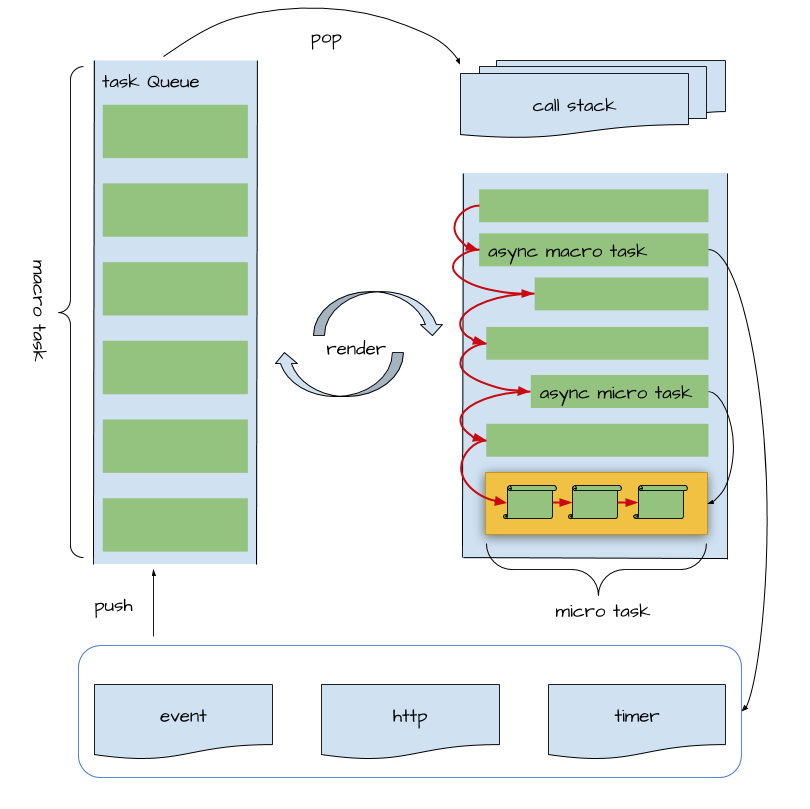 pop
task Queue
call stack
async macro task
macro task
render
async micro task
push
micro task
event
http
timer